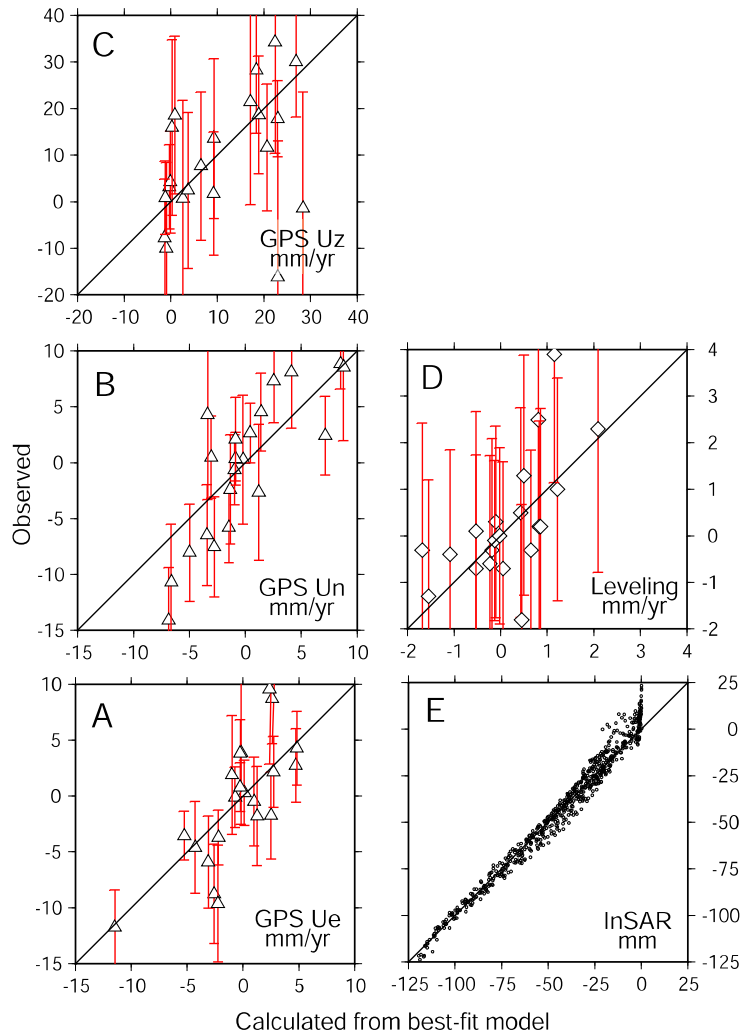 40
30
20
10
0
-10
-20
C
GPS Uz
mm/yr
-20 -10 0 10 20 30 40
10
5
0
-5
-10
-15
B
GPS Un
mm/yr
-15 -10 -5 0 5 10
D
Leveling
mm/yr
4
3
2
1
0
-1
-2
-2 -1 0 1 2 3 4
Observed
10
5
0
-5
-10
-15
A
GPS Ue
mm/yr
-15 -10 -5 0 5 10
E
InSAR
mm
25
0
-25
-50
-75
-100
-125
-125 -100 -75 -50 -25 0 25
Calculated from best-fit model